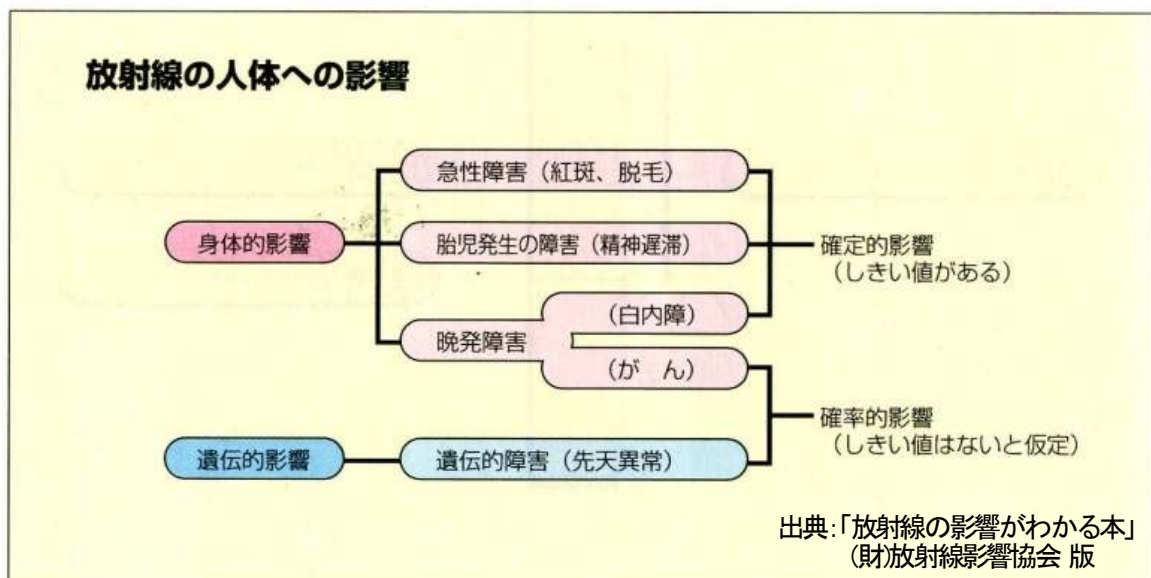 放射線の人体への影響
急性障害（紅斑、脱毛）
身体的影響
胎児発生の障害（精神遅滞）
確定的影響
（しきい値がある）
（白内障）
晩発障害
（が　ん）
確率的影響
（しきい値はないと仮定）
遺伝的影響
遺伝的障害（先天異常）
出典：「放射線の影響がわかる本」
(財)放射線影響協会 版